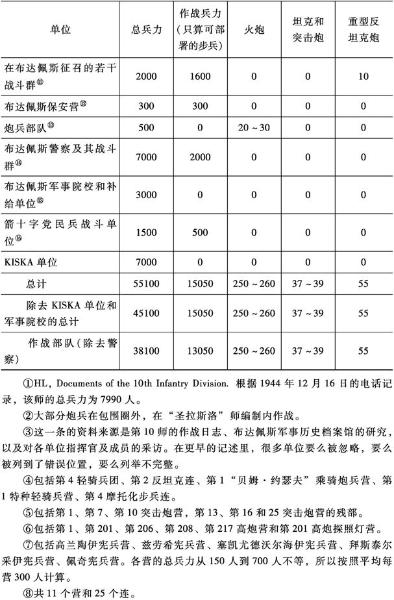 单位 总兵力 作战兵力（只算可部署的步兵） 火炮 坦克和突击炮 重型反坦克炮
在布达佩斯征召的若干战斗群⑪ 2000 1600 0 0 10
布达佩斯保安营⑫ 300 300 0 0 0
炮兵部队⑬ 500 0 20～30 0 0
布达佩斯警察及其战斗群⑭ 7000 2000 0 0 0
布达佩斯军事院校和补给单位⑮ 3000 0 0 0 0
箭十字党民兵战斗单位⑯ 1500 500 0 0 0
KISKA 单位 7000 0 0 0 0
总计 55100 15050 250～260 37～39 55
除去 KISKA 单位和军事院校的总计 45100 15050 250～260 37～39 55
作战部队（除去警察） 38100 13050 250～260 37～39 55
①HL, Documents of the 10th Infantry Division. 根据 1944 年 12 月 16 日的电话记
录，该师的总兵力为 7990 人。
②大部分炮兵在包围圈外，在“圣拉斯洛”师编制内作战。
③这一条的资料来源是第 10 师的作战日志、布达佩斯军事历史档案馆的研究，
以及对各单位指挥官及成员的采访。在更早的记述里，很多单位要么被忽略，要么
被列到了错误位置，要么列举不完整。
④包括第 4 轻骑兵团、第 2 反坦克连、第 1“贝姆·约瑟夫”乘骑炮兵营、第
1 特种轻骑兵营、第 4 摩托化步兵连。
⑤包括第 1、第 7、第 10 突击炮营，第 13、第 16 和 25 突击炮营的残部。
⑥包括第 1、第 201、第 206、第 208、第 217 高炮营和第 201 高炮探照灯营。
⑦包括高兰陶伊宪兵营、兹劳希宪兵营、塞凯尤德沃尔海伊宪兵营、拜斯泰尔
采伊宪兵营、佩奇宪兵营。各营的总兵力从 150 人到 700 人不等，所以按照平均每
营 300 人计算。
⑧共 11 个营和 25 个连。